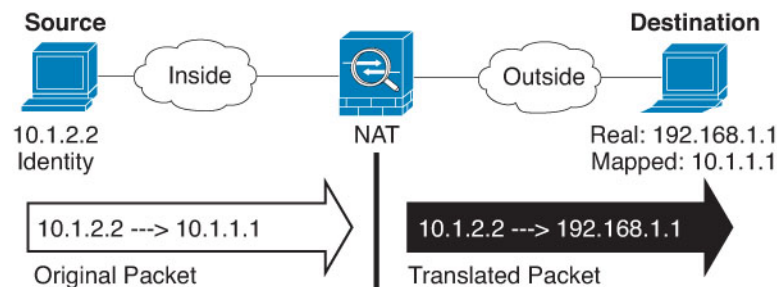 Source
Destination
Inside
Outside
10.1.2.2
Identity
NAT
Real: 192.168.1.1
Mapped: 10.1.1.1
10.1.2.2 ---> 10.1.1.1
10.1.2.2 ---> 192.168.1.1
Original Packet
Translated Packet